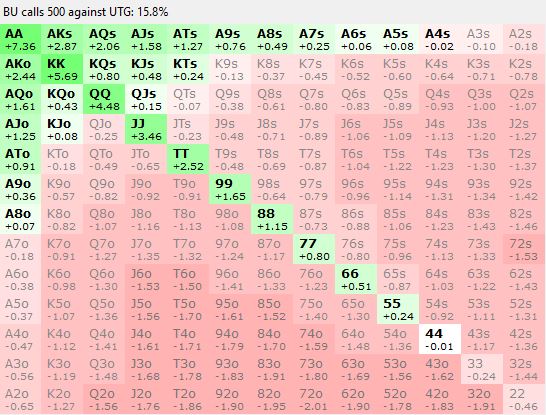 BU calls 500 against UTG: 15.8%
AA AKs AQs AJs ATs A9s A8s A7s A6s A5s A4s A3s A2s
+7.36 +2.87 +2.06 +1.58 +1.27 +0.76 +0.49 +0.25 +0.06 +0.08 -0.02 -0.10 -0.18
AKo KK KQs KJs KTs K9s K8s K7s K6s K5s K4s K3s K2s
+2.44 +5.69 +0.80 +0.48 +0.24 -0.13 -0.37 -0.45 -0.52 -0.60 -0.64 -0.71 -0.78
AQo KQo QQ QJs QTs Q9s Q8s Q7s Q6s Q5s Q4s Q3s Q2s
+1.61 +0.43 +4.48 +0.15 -0.07 -0.38 -0.61 -0.80 -0.83 -0.89 -0.93 -1.00 -1.07
AJo KJo QJo JJ JTs J9s J8s J7s J6s J5s J4s J3s J2s
+1.25 +0.08 -0.25 +3.46 -0.23 -0.48 -0.71 -0.89 -1.06 -1.09 -1.13 -1.20 -1.27
ATo KTo QTo JTo TT T9s T8s T7s T6s T5s T4s T3s T2s
+0.91 -0.18 -0.49 -0.65 +2.52 -0.48 -0.69 -0.87 -1.04 -1.22 -1.23 -1.30 -1.37
A9o K9o Q9o J9o T9o 99 98s 97s 96s 95s 94s 93s 92s
+0.36 -0.57 -0.82 -0.92 -0.91 +1.65 -0.64 -0.79 -0.96 -1.14 -1.31 -1.34 -1.42
A8o K8o Q8o J8o T8o 98o 88 87s 86s 85s 84s 83s 82s
+0.07 -0.82 -1.07 -1.16 -1.13 -1.08 +1.15 -0.73 -0.88 -1.06 -1.23 -1.43 -1.46
A7o K7o Q7o J7o T7o 97o 87o 77 76s 75s 74s 73s 72s
-0.18 -0.91 -1.27 -1.35 -1.32 -1.24 -1.17 +0.80 -0.80 -0.96 -1.13 -1.33 -1.53
A6o K6o Q6o J6o T6o 96o 86o 76o 66 65s 64s 63s 62s
-0.38 -0.98 -1.30 -1.53 -1.50 -1.41 -1.33 -1.23 +0.51 -0.87 -1.03 -1.22 -1.43
A5o K5o Q5o J5o T5o 95o 85o 75o 65o 55 54s 53s 52s
-0.37 -1.07 -1.36 -1.56 -1.70 -1.61 -1.52 -1.40 -1.30 +0.24 -0.92 -1.11 -1.31
A4o K4o Q4o J4o T4o 94o 84o 74o 64o 54o 44 43s 42s
-0.47 -1.12 -1.41 -1.61 -1.71 -1.79 -1.70 -1.59 -1.48 -1.36 -0.01 -1.17 -1.36
A3o K3o Q3o J3o T3o 93o 83o 73o 63o 53o 43o 33 32s
-0.56 -1.19 -1.48 -1.68 -1.78 -1.83 -1.91 -1.80 -1.69 -1.56 -1.62 -0.24 -1.44
A2o K2o Q2o J2o T2o 92o 82o 72o 62o 52o 42o 32o 22
-0.65 -1.27 -1.56 -1.76 -1.86 -1.90 -1.95 -2.01 -1.90 -1.78 -1.83 -1.91 -0.46